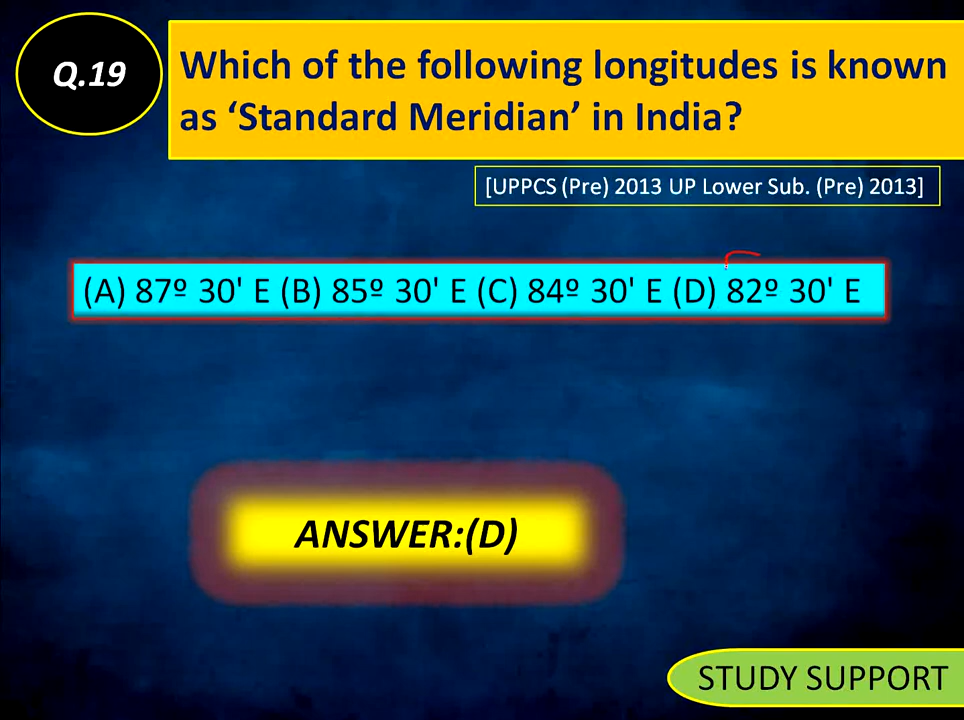 Q.19
Which of the following longitudes is known
as ‘Standard Meridian’ in India?
[UPPCS (Pre) 2013 UP Lower Sub. (Pre) 2013]
(A) 87º 30' E (B) 85º 30' E (C) 84º 30' E (D) 82º 30' E
ANSWER:(D)
STUDY SUPPORT